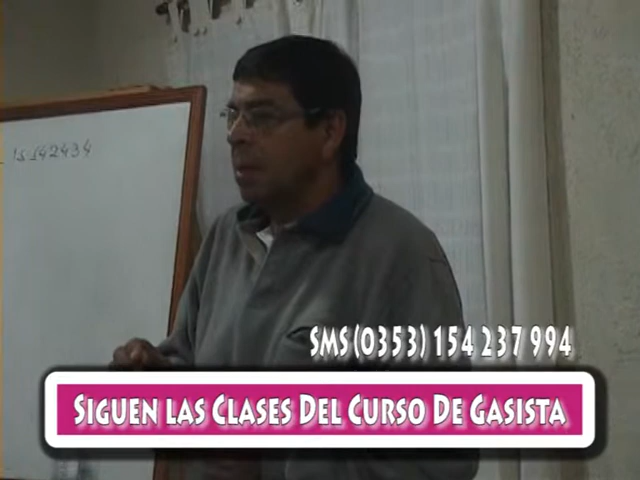 15 142434
SMS (0353) 154 237 994
Siguen las Clases Del Curso De Gasista